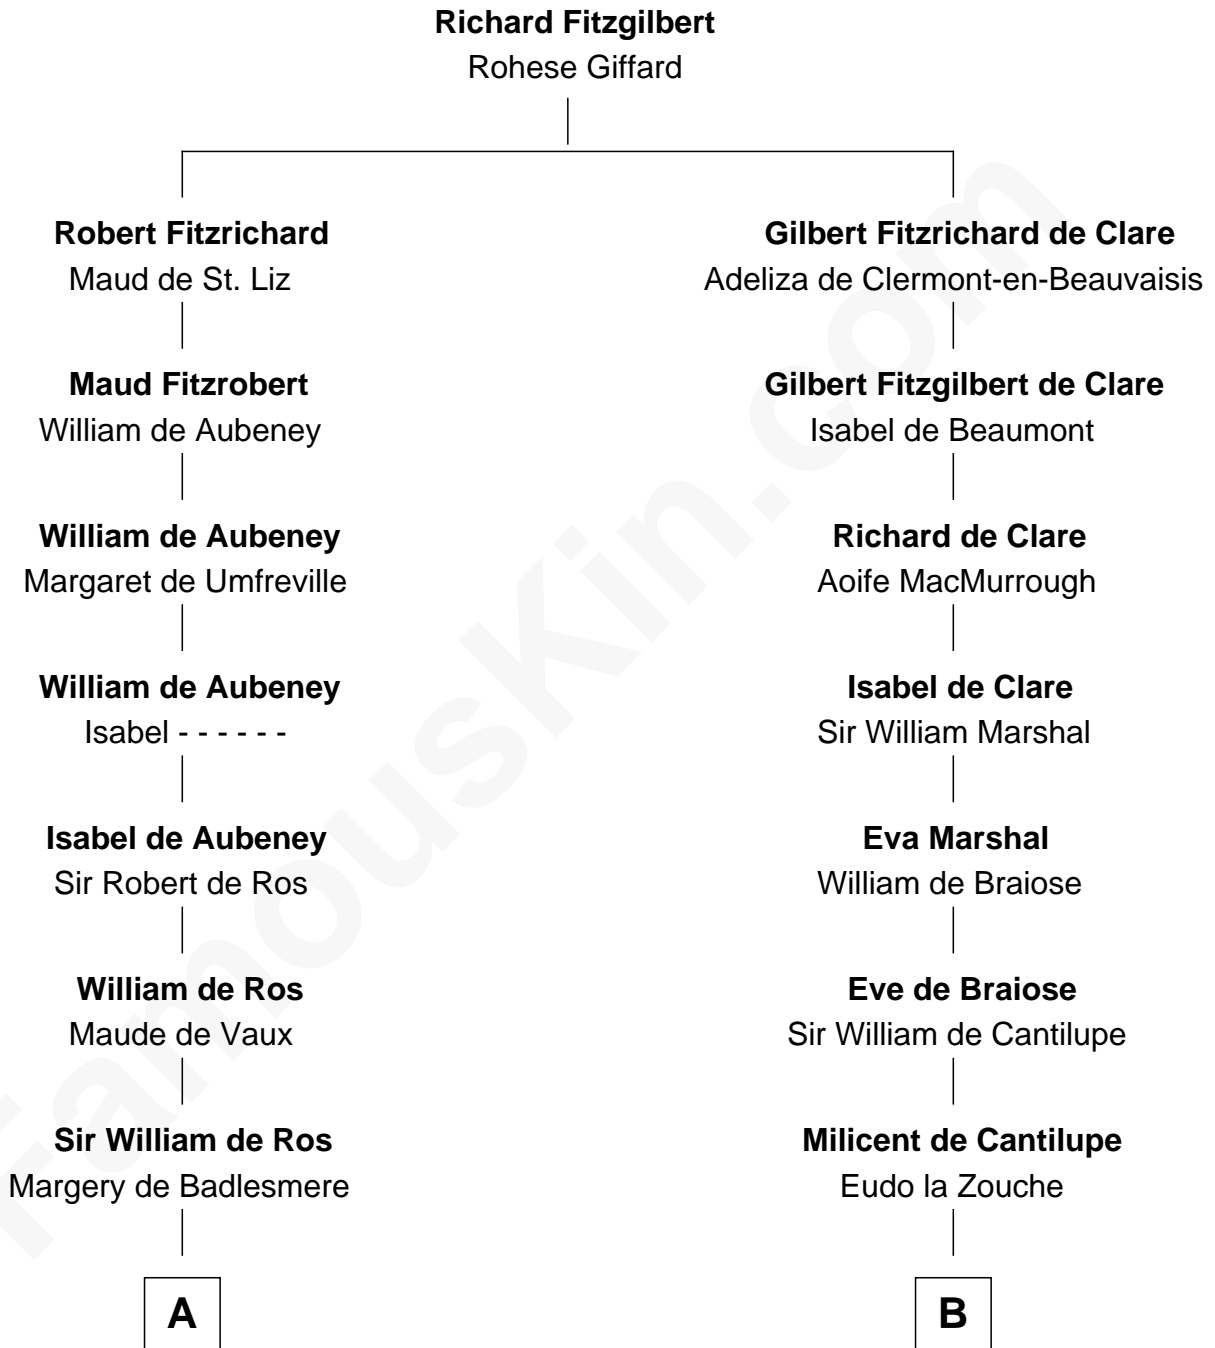 Richard Fitzgilbert
Rohese Giffard
Robert Fitzrichard
Maud de St. Liz
Gilbert Fitzrichard de Clare
Adeliza de Clermont-en-Beauvaisis
Maud Fitzrobert
William de Aubeney
Gilbert Fitzgilbert de Clare
Isabel de Beaumont
William de Aubeney
Margaret de Umfreville
Richard de Clare
Aoife MacMurrough
William de Aubeney
Isabel - - - - - -
Isabel de Clare
Sir William Marshal
Isabel de Aubeney
Sir Robert de Ros
Eva Marshal
William de Braiose
William de Ros
Maude de Vaux
Eve de Braiose
Sir William de Cantilupe
Sir William de Ros
Margery de Badlesmere
Milicent de Cantilupe
Eudo la Zouche
A
B
FamousKin.com